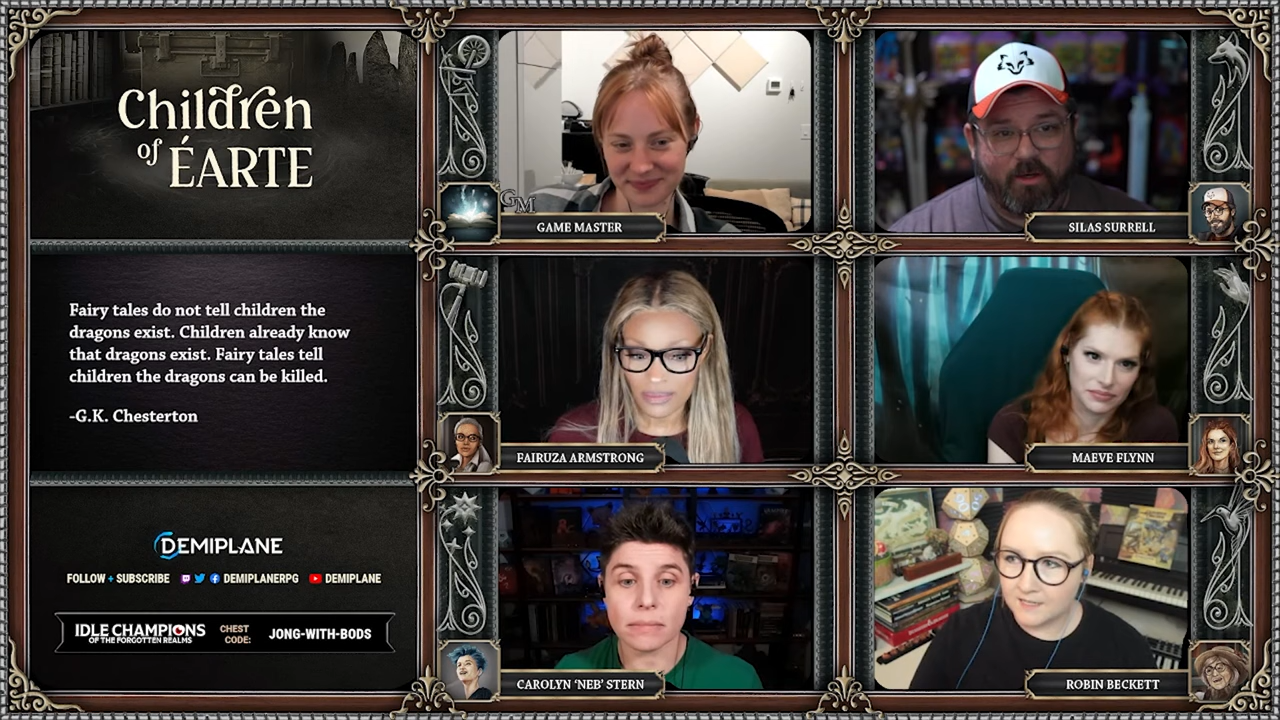 Children
of ÉARTE
Fairy tales do not tell children the
dragons exist. Children already know
that dragons exist. Fairy tales tell
children the dragons can be killed.
-G.K. Chesterton
DEMIPLANE
FOLLOW + SUBSCRIBE DEMIPLANERPG DEMIPLANE
IDLE CHAMPIONS
OF THE FORGOTTEN REALMS
CHEST
CODE:
JONG-WITH-BODS
GM
GAME MASTER
SILAS SURRELL
FAIRUZA ARMSTRONG
MAEVE FLYNN
CAROLYN ‘NEB’ STERN
ROBIN BECKETT